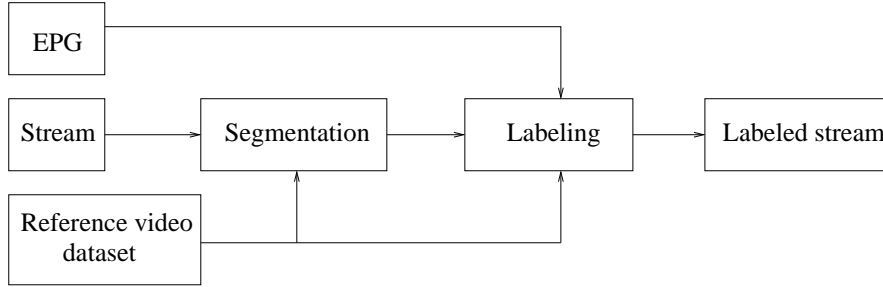 EPG
Stream
Segmentation
Labeling
Labeled stream
Reference video
dataset